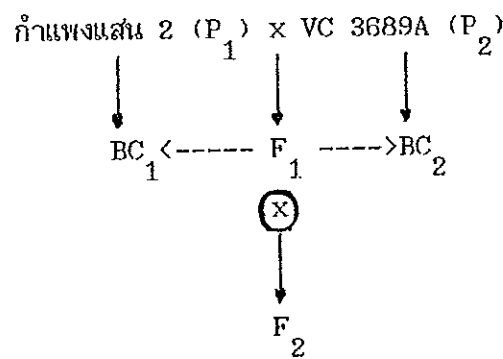 กำแพงแสน 2 (P1) x VC 3689A (P2)
BC1 <----- F1 ----> BC2
x
F2